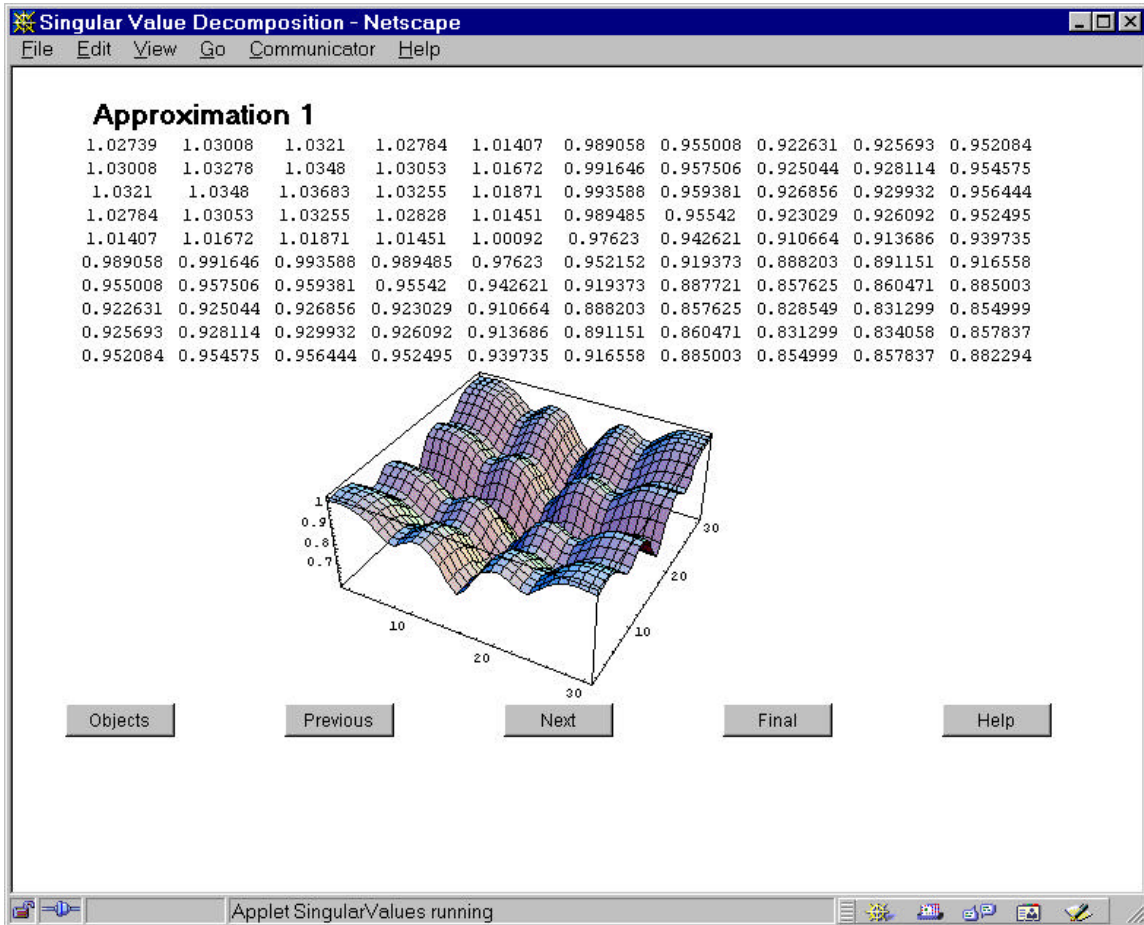 Singular Value Decomposition - Netscape
File Edit View Go Communicator Help
Approximation 1
1.02739 1.03008 1.0321 1.02784 1.01407 0.989058 0.955008 0.922631 0.925693 0.952084
1.03008 1.03278 1.0348 1.03053 1.01672 0.991646 0.957506 0.925044 0.928114 0.954575
1.0321 1.0348 1.03683 1.03255 1.01871 0.993588 0.959381 0.926856 0.929932 0.956444
1.02784 1.03053 1.03255 1.02828 1.01451 0.989485 0.95542 0.923029 0.926092 0.952495
1.01407 1.01672 1.01871 1.01451 1.00092 0.97623 0.942621 0.910664 0.913686 0.939735
0.989058 0.991646 0.993588 0.989485 0.97623 0.952152 0.919373 0.888203 0.891151 0.916558
0.955008 0.957506 0.959381 0.95542 0.942621 0.919373 0.887721 0.857625 0.860471 0.885003
0.922631 0.925044 0.926856 0.923029 0.910664 0.888203 0.857625 0.828549 0.831299 0.854999
0.925693 0.928114 0.929932 0.926092 0.913686 0.891151 0.860471 0.831299 0.834058 0.857837
0.952084 0.954575 0.956444 0.952495 0.939735 0.916558 0.885003 0.854999 0.857837 0.882294
1
0.9
0.8
0.7
30
20
10
10
20
30
Objects Previous Next Final Help
Applet SingularValues running